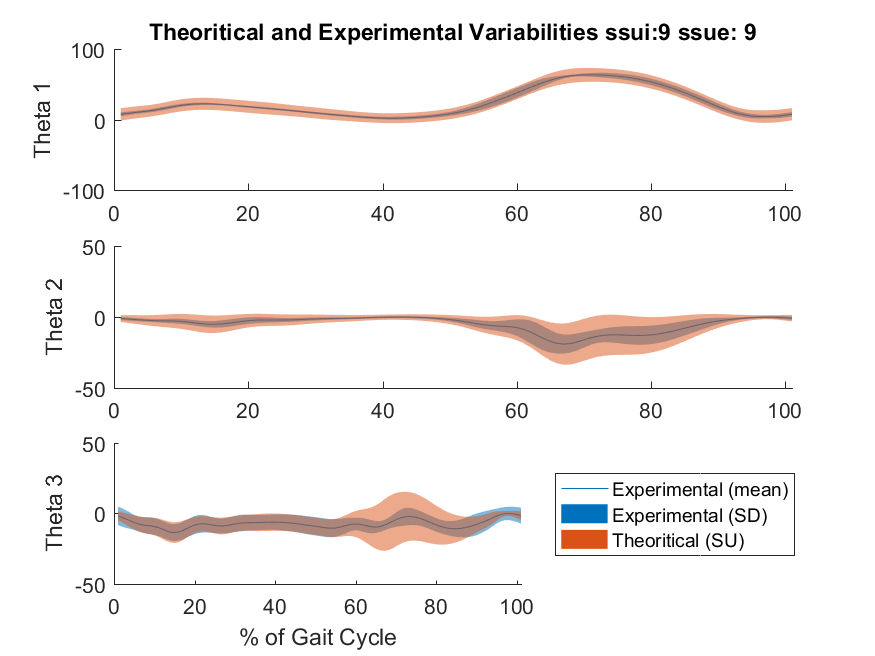 Theoritical and Experimental Variabilities ssui:9 ssue: 9
100
0
-100
Theta 1
0 20 40 60 80 100
50
0
-50
Theta 2
0 20 40 60 80 100
50
0
-50
Theta 3
0 20 40 60 80 100
% of Gait Cycle
Experimental (mean)
Experimental (SD)
Theoritical (SU)